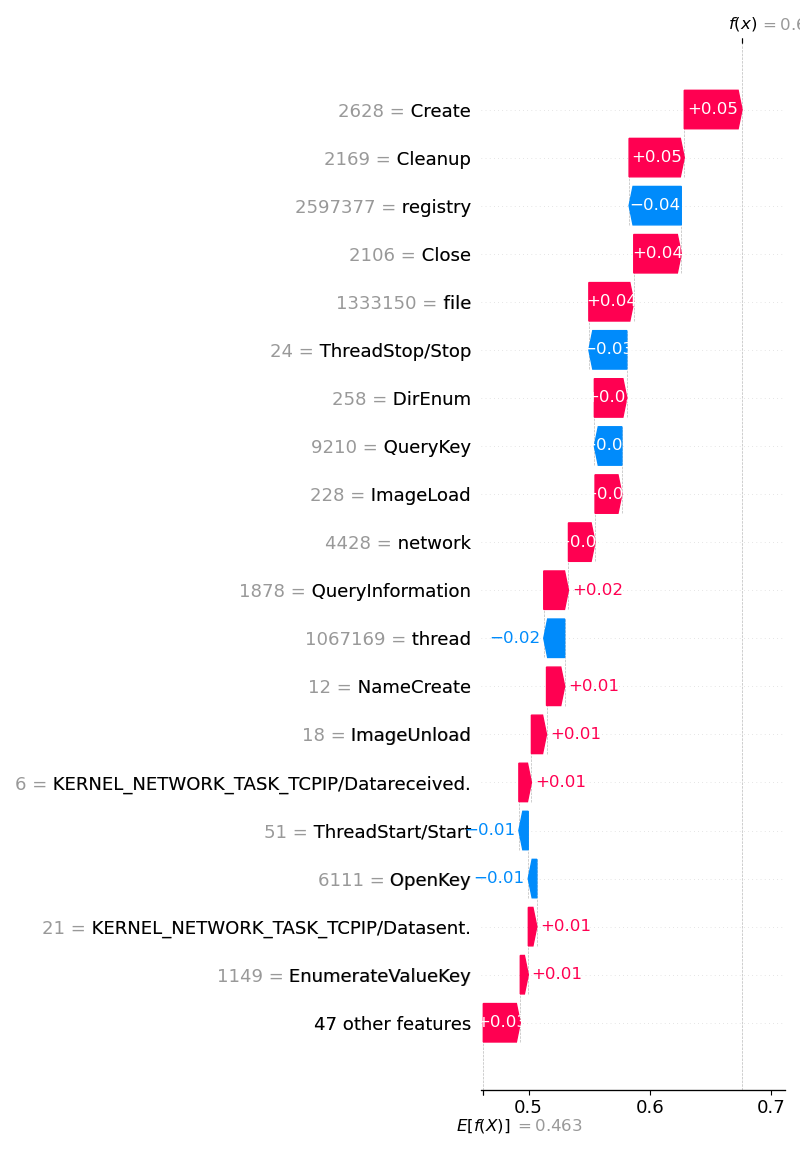 f(x) = 0.6
2628 = Create +0.05
2169 = Cleanup +0.05
2597377 = registry −0.04
2106 = Close +0.04
1333150 = file +0.04
24 = ThreadStop/Stop −0.03
258 = DirEnum
9210 = QueryKey
228 = ImageLoad
4428 = network
1878 = QueryInformation +0.02
1067169 = thread −0.02
12 = NameCreate +0.01
18 = ImageUnload +0.01
6 = KERNEL_NETWORK_TASK_TCPIP/Datareceived. +0.01
51 = ThreadStart/Start −0.01
6111 = OpenKey −0.01
21 = KERNEL_NETWORK_TASK_TCPIP/Datasent. +0.01
1149 = EnumerateValueKey +0.01
47 other features +0.03
0.5 0.6 0.7
E[f(X)] = 0.463